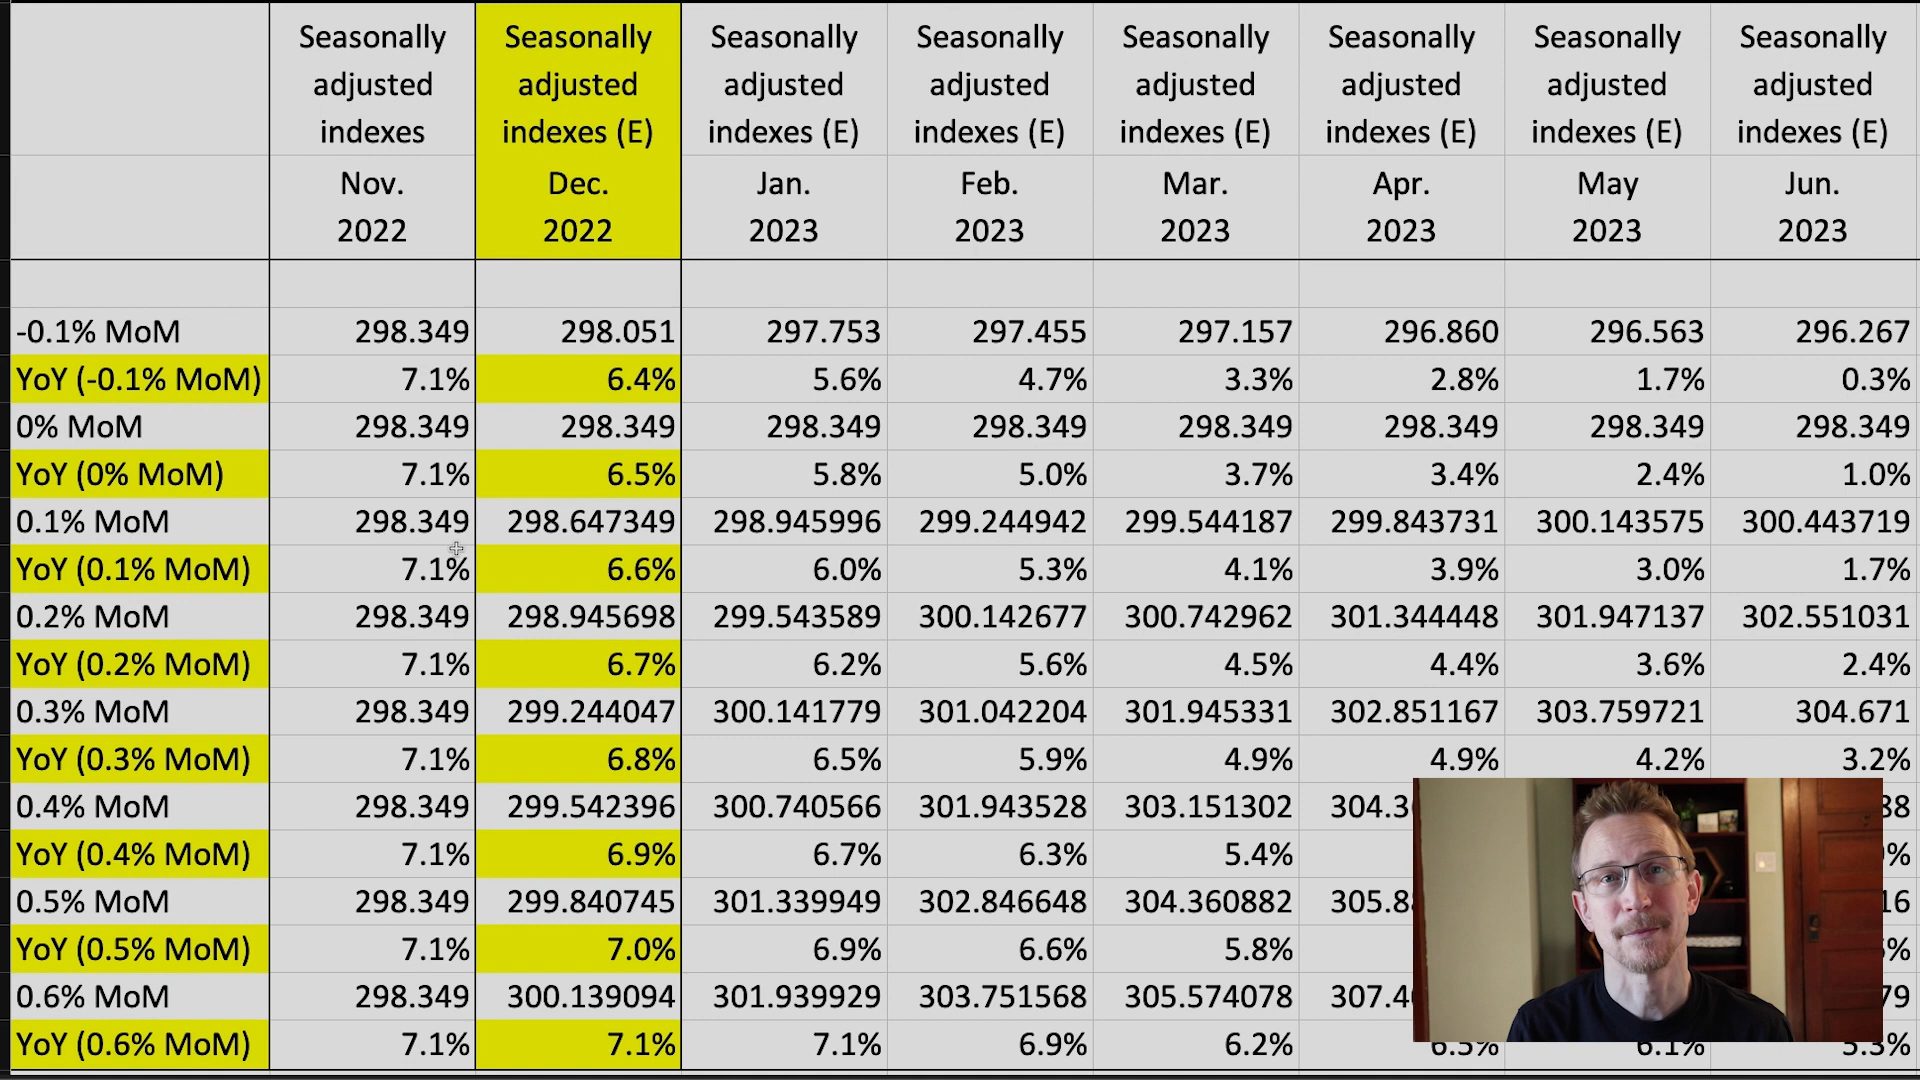 Seasonally adjusted indexes Seasonally adjusted indexes (E) Seasonally adjusted indexes (E) Seasonally adjusted indexes (E) Seasonally adjusted indexes (E) Seasonally adjusted indexes (E) Seasonally adjusted indexes (E) Seasonally adjusted indexes (E)
Nov. 2022 Dec. 2022 Jan. 2023 Feb. 2023 Mar. 2023 Apr. 2023 May 2023 Jun. 2023
-0.1% MoM 298.349 298.051 297.753 297.455 297.157 296.860 296.563 296.267
YoY (-0.1% MoM) 7.1% 6.4% 5.6% 4.7% 3.3% 2.8% 1.7% 0.3%
0% MoM 298.349 298.349 298.349 298.349 298.349 298.349 298.349 298.349
YoY (0% MoM) 7.1% 6.5% 5.8% 5.0% 3.7% 3.4% 2.4% 1.0%
0.1% MoM 298.349 298.647349 298.945996 299.244942 299.544187 299.843731 300.143575 300.443719
YoY (0.1% MoM) 7.1% 6.6% 6.0% 5.3% 4.1% 3.9% 3.0% 1.7%
0.2% MoM 298.349 298.945698 299.543589 300.142677 300.742962 301.344448 301.947137 302.551031
YoY (0.2% MoM) 7.1% 6.7% 6.2% 5.6% 4.5% 4.4% 3.6% 2.4%
0.3% MoM 298.349 299.244047 300.141779 301.042204 301.945331 302.851167 303.759721 304.671
YoY (0.3% MoM) 7.1% 6.8% 6.5% 5.9% 4.9% 4.9% 4.2% 3.2%
0.4% MoM 298.349 299.542396 300.740566 301.943528 303.151302
YoY (0.4% MoM) 7.1% 6.9% 6.7% 6.3% 5.4%
0.5% MoM 298.349 299.840745 301.339949 302.846648 304.360882
YoY (0.5% MoM) 7.1% 7.0% 6.9% 6.6% 5.8%
0.6% MoM 298.349 300.139094 301.939929 303.751568 305.574078
YoY (0.6% MoM) 7.1% 7.1% 7.1% 6.9% 6.2% 6.5% 6.1% 5.3%